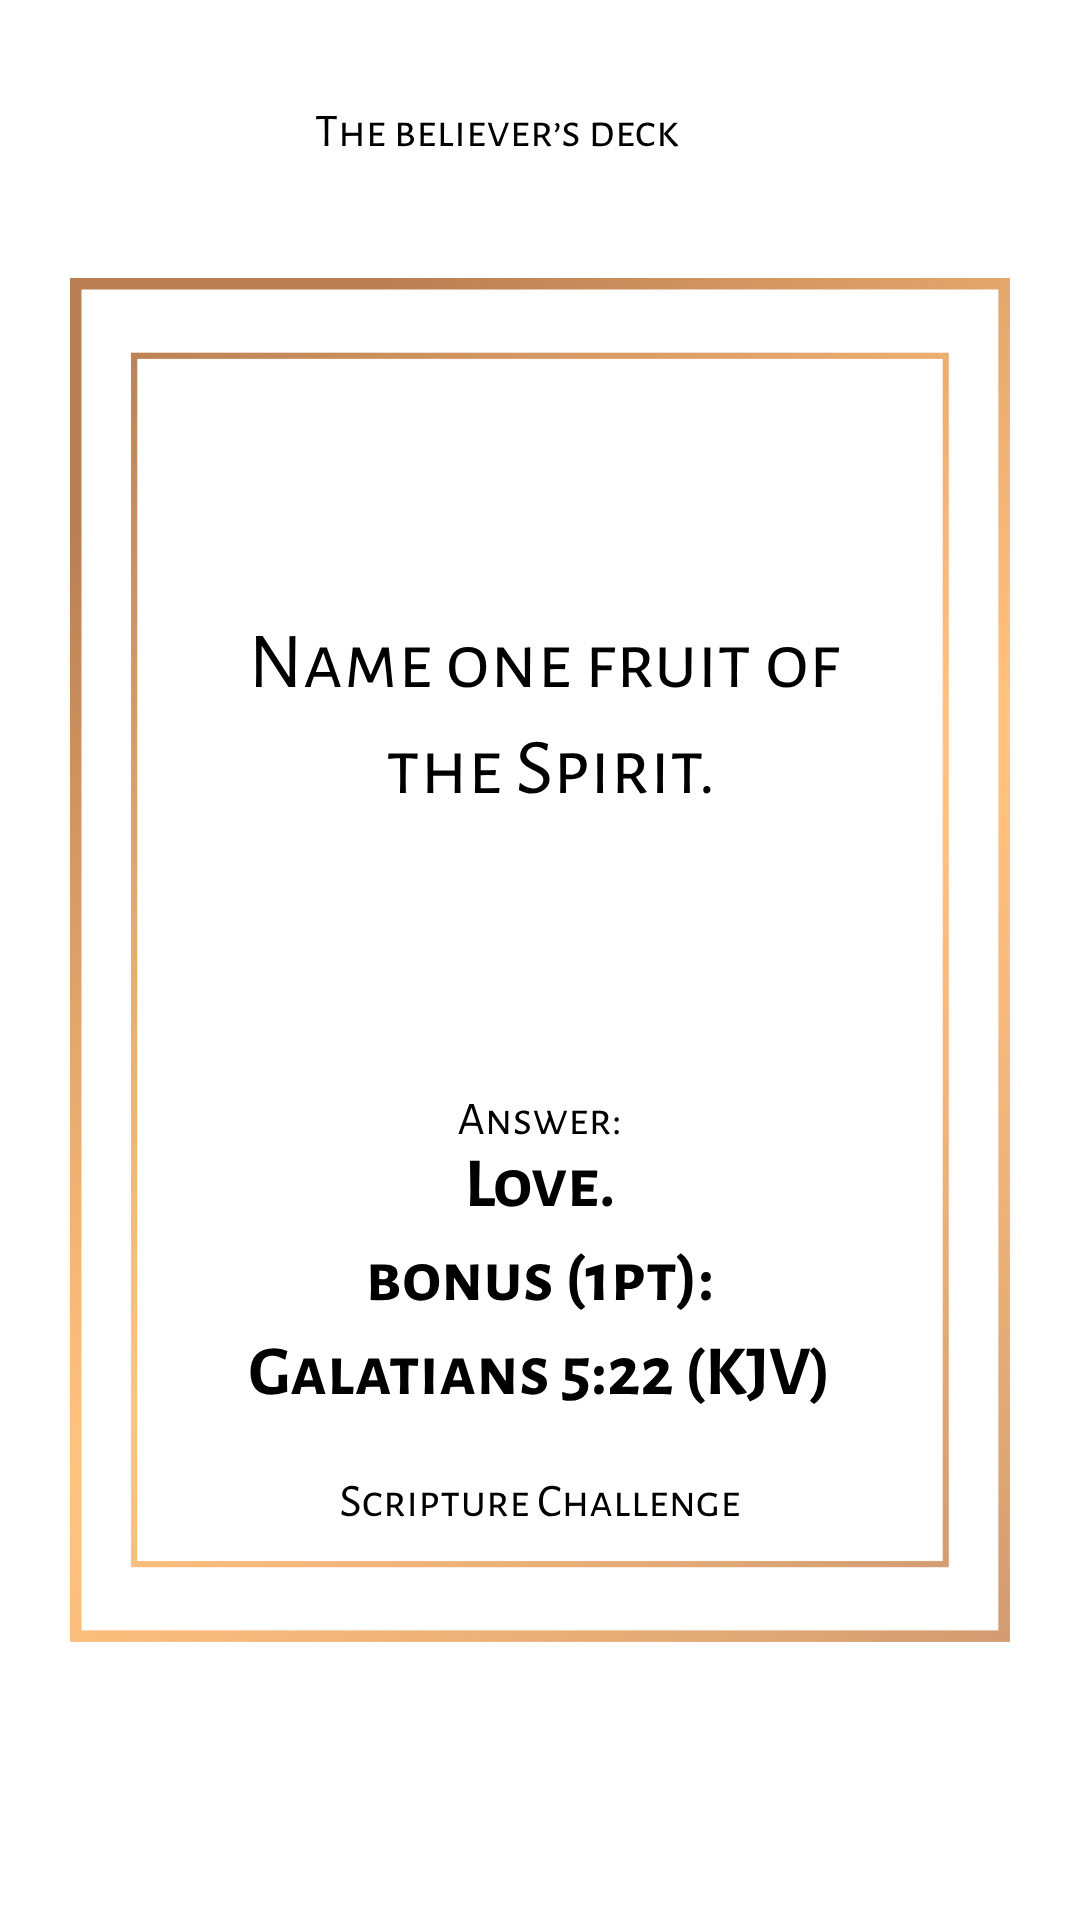 The believer’s deck
Name one fruit of
the Spirit.
Answer:
Love.
bonus (1pt):
Galatians 5:22 (KJV)
Scripture Challenge